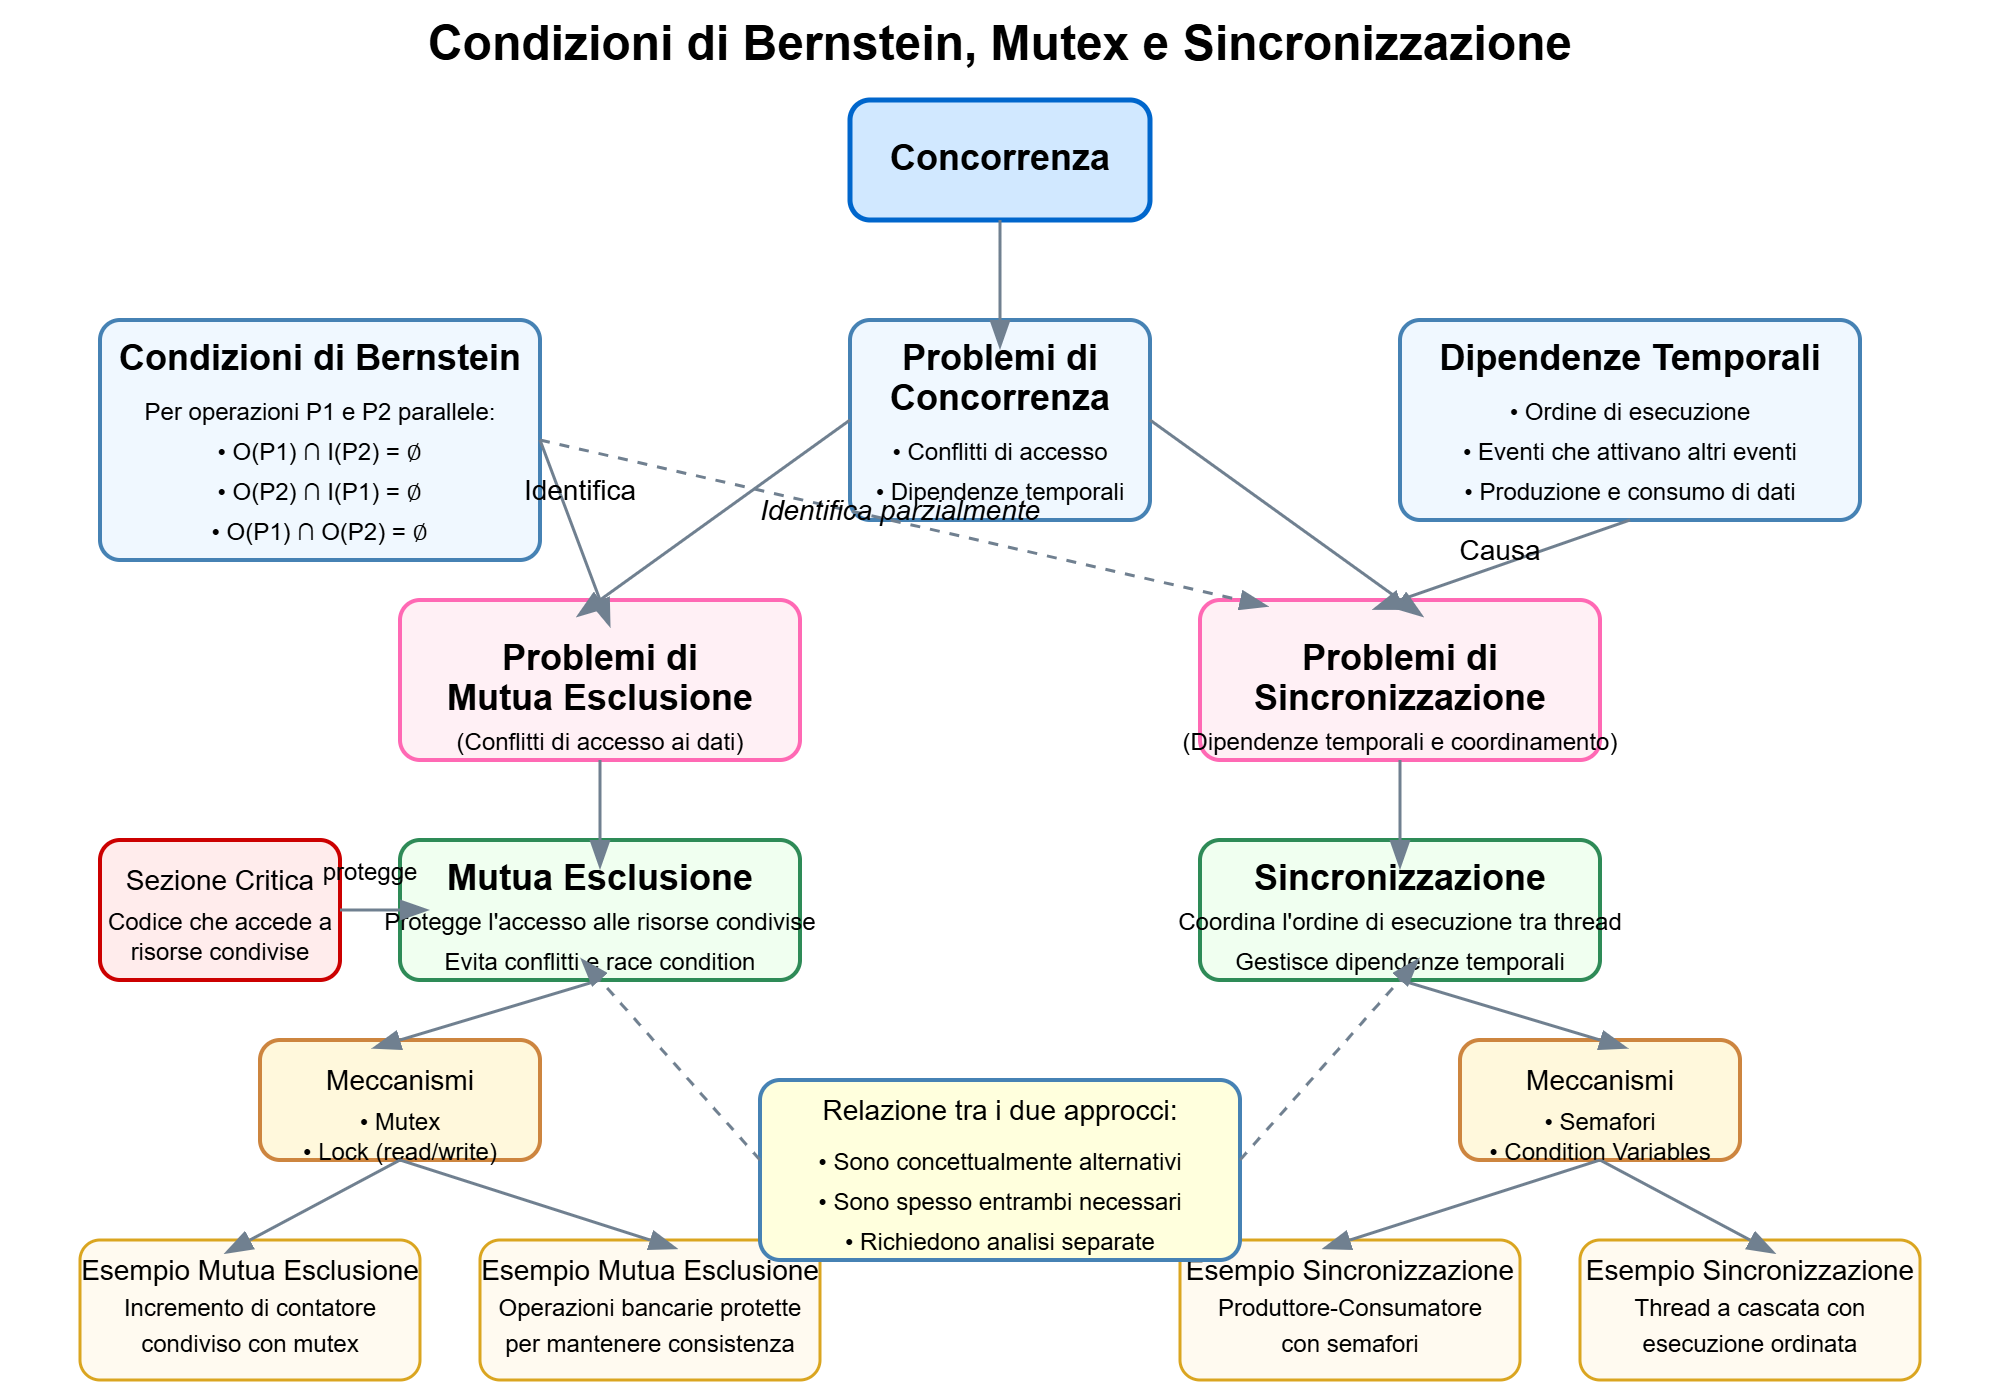 Condizioni di Bernstein, Mutex e Sincronizzazione
Concorrenza
Condizioni di Bernstein
Per operazioni P1 e P2 parallele:
• O(P1) ∩ I(P2) = ∅
• O(P2) ∩ I(P1) = ∅
• O(P1) ∩ O(P2) = ∅
Problemi di
Concorrenza
• Conflitti di accesso
• Dipendenze temporali
Dipendenze Temporali
• Ordine di esecuzione
• Eventi che attivano altri eventi
• Produzione e consumo di dati
Identifica
Identifica parzialmente
Causa
Problemi di
Mutua Esclusione
(Conflitti di accesso ai dati)
Problemi di
Sincronizzazione
(Dipendenze temporali e coordinamento)
Sezione Critica
Codice che accede a
risorse condivise
protegge
Mutua Esclusione
Protegge l'accesso alle risorse condivise
Evita conflitti e race condition
Sincronizzazione
Coordina l'ordine di esecuzione tra thread
Gestisce dipendenze temporali
Meccanismi
• Mutex
• Lock (read/write)
Relazione tra i due approcci:
• Sono concettualmente alternativi
• Sono spesso entrambi necessari
• Richiedono analisi separate
Meccanismi
• Semafori
• Condition Variables
Esempio Mutua Esclusione
Incremento di contatore
condiviso con mutex
Esempio Mutua Esclusione
Operazioni bancarie protette
per mantenere consistenza
Esempio Sincronizzazione
Produttore-Consumatore
con semafori
Esempio Sincronizzazione
Thread a cascata con
esecuzione ordinata